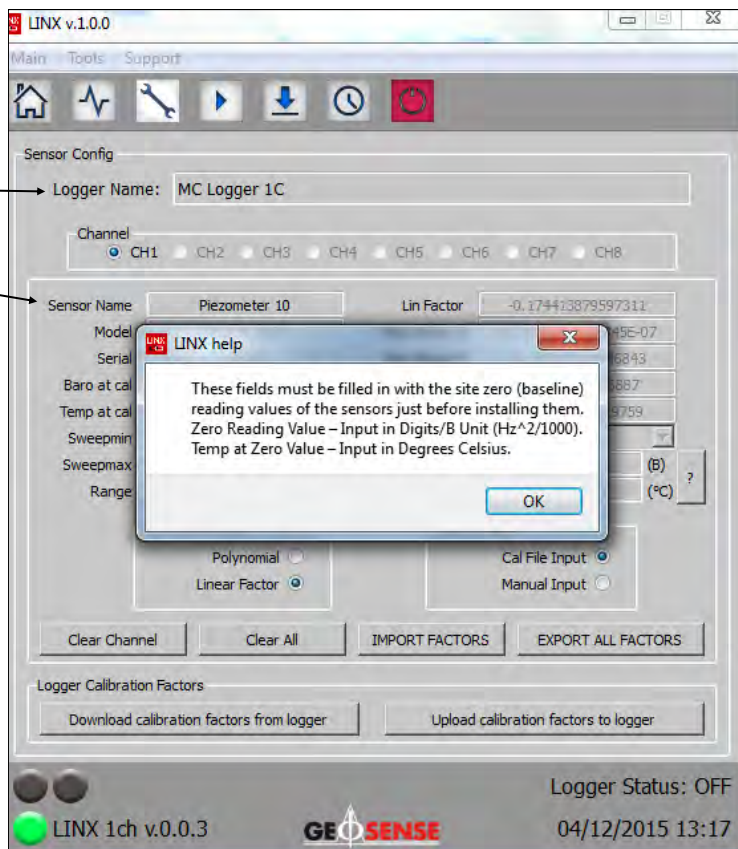 LINX v.1.0.0
Main Tools Support
Sensor Config
Logger Name: MC Logger 1C
Channel
CH1 CH2 CH3 CH4 CH5 CH6 CH7 CH8
Sensor Name Piezometer 10 Lin Factor -0.174413879597311
Model 45E-07
Serial 6843
Baro at cal 6887
Temp at cal 9759
Sweepmin
Sweepmax (B)
Range (°C) ?
LINX help
These fields must be filled in with the site zero (baseline)
reading values of the sensors just before installing them.
Zero Reading Value – Input in Digits/B Unit (Hz^2/1000).
Temp at Zero Value – Input in Degrees Celsius.
OK
Polynomial Cal File Input
Linear Factor Manual Input
Clear Channel Clear All IMPORT FACTORS EXPORT ALL FACTORS
Logger Calibration Factors
Download calibration factors from logger Upload calibration factors to logger
Logger Status: OFF
LINX 1ch v.0.0.3 GEOSENSE 04/12/2015 13:17